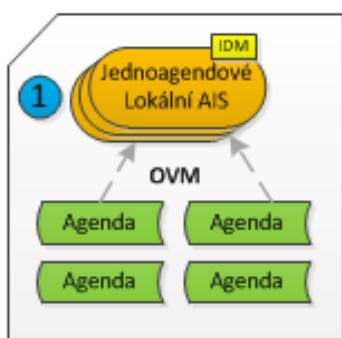 IDM
1
Jednoagendové
Lokální AIS
OVM
Agenda
Agenda
Agenda
Agenda